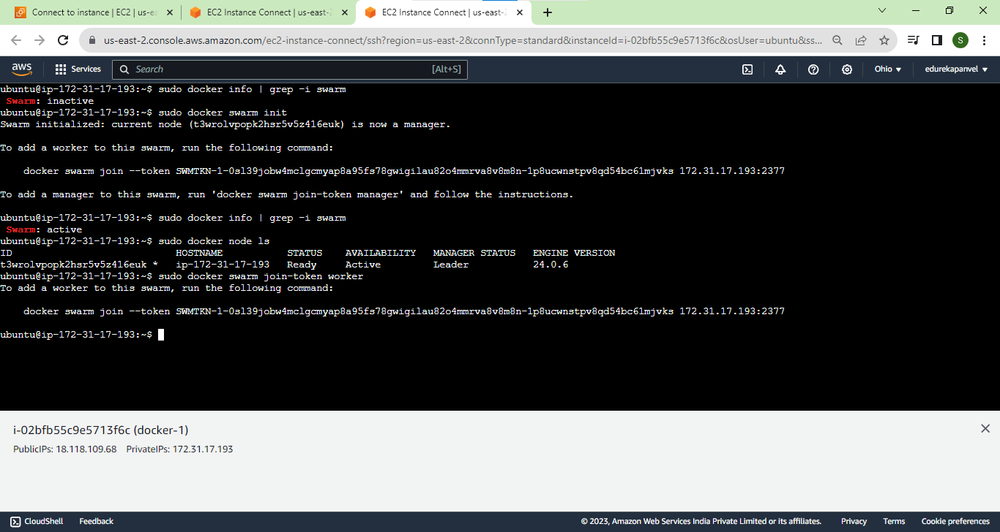 Connect to instance | EC2 | us-ea
EC2 Instance Connect | us-east-2
EC2 Instance Connect | us-east-2
us-east-2.console.aws.amazon.com/ec2-instance-connect/ssh?region=us-east-2&connType=standard&instanceId=i-02bfb55c9e5713f6c&osUser=ubuntu&ss...
S
aws
Services
Search
[Alt+S]
Ohio
edurekapanvel
ubuntu@ip-172-31-17-193:~$ sudo docker info | grep -i swarm
 Swarm: inactive
ubuntu@ip-172-31-17-193:~$ sudo docker swarm init
Swarm initialized: current node (t3wrolvpopk2hsr5v5z416euk) is now a manager.
To add a worker to this swarm, run the following command:
    docker swarm join --token SWMTKN-1-0sl39jobw4mclgcmyap8a95fs78gwigilau82o4mmrva8v8m8n-1p8ucwnstpv8qd54bc61mjvks 172.31.17.193:2377
To add a manager to this swarm, run 'docker swarm join-token manager' and follow the instructions.
ubuntu@ip-172-31-17-193:~$ sudo docker info | grep -i swarm
 Swarm: active
ubuntu@ip-172-31-17-193:~$ sudo docker node ls
ID                            HOSTNAME           STATUS    AVAILABILITY   MANAGER STATUS   ENGINE VERSION
t3wrolvpopk2hsr5v5z416euk *   ip-172-31-17-193   Ready     Active         Leader           24.0.6
ubuntu@ip-172-31-17-193:~$ sudo docker swarm join-token worker
To add a worker to this swarm, run the following command:
    docker swarm join --token SWMTKN-1-0sl39jobw4mclgcmyap8a95fs78gwigilau82o4mmrva8v8m8n-1p8ucwnstpv8qd54bc61mjvks 172.31.17.193:2377
ubuntu@ip-172-31-17-193:~$
i-02bfb55c9e5713f6c (docker-1)
PublicIPs: 18.118.109.68 PrivateIPs: 172.31.17.193
CloudShell Feedback
© 2023, Amazon Web Services India Private Limited or its affiliates. Privacy Terms Cookie preferences